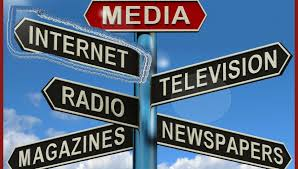 MEDIA
INTERNET
TELEVISION
RADIO
MAGAZINES
NEWSPAPERS